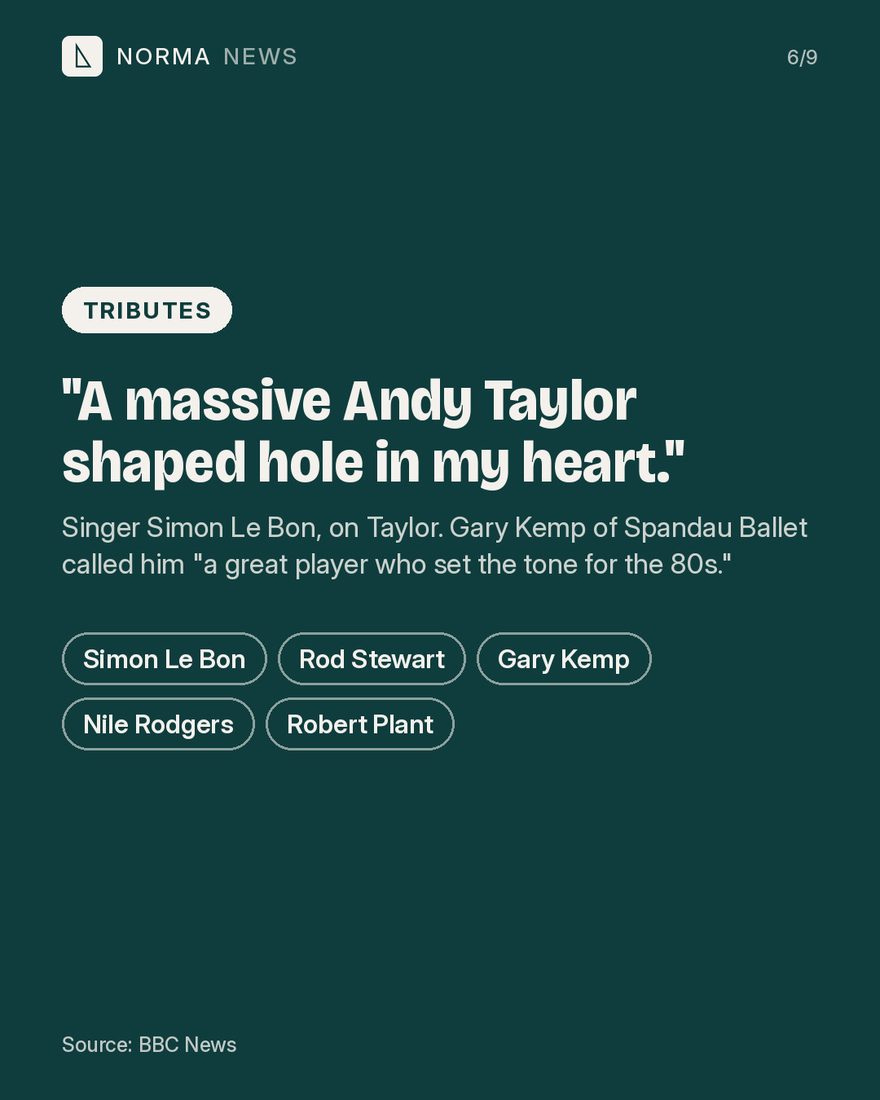 NORMA NEWS
6/9
TRIBUTES
"A massive Andy Taylor
shaped hole in my heart."
Singer Simon Le Bon, on Taylor. Gary Kemp of Spandau Ballet
called him "a great player who set the tone for the 80s."
Simon Le Bon
Rod Stewart
Gary Kemp
Nile Rodgers
Robert Plant
Source: BBC News